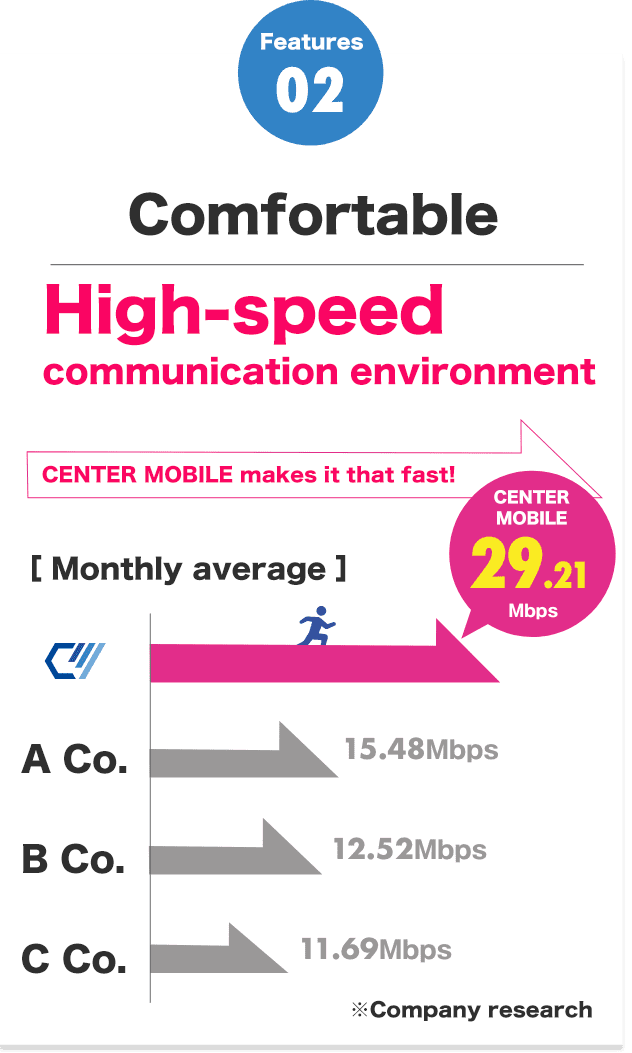 Features
02
Comfortable
High-speed
communication environment
CENTER MOBILE makes it that fast!
CENTER
MOBILE
29.21
Mbps
[ Monthly average ]
A Co.
15.48Mbps
B Co.
12.52Mbps
C Co.
11.69Mbps
※Company research